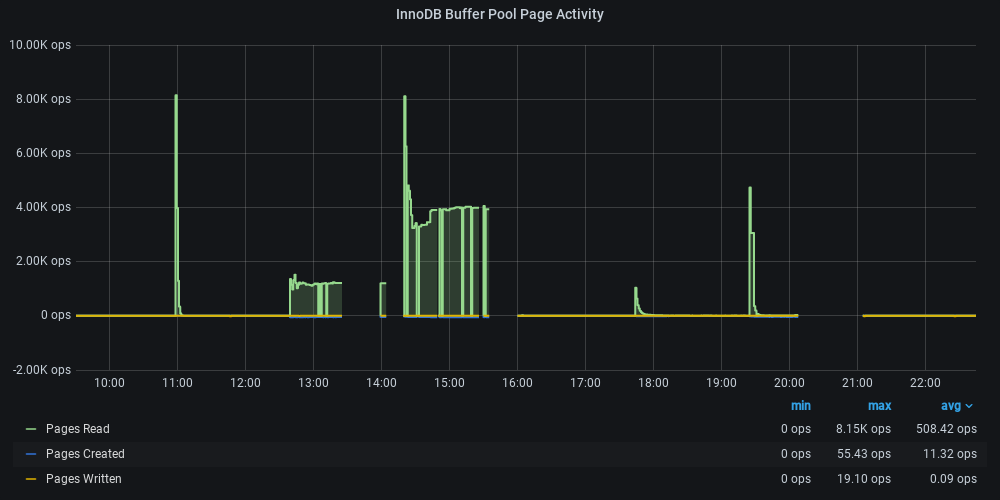 InnoDB Buffer Pool Page Activity
10.00K ops
8.00K ops
6.00K ops
4.00K ops
2.00K ops
0 ops
-2.00K ops
10:00 11:00 12:00 13:00 14:00 15:00 16:00 17:00 18:00 19:00 20:00 21:00 22:00
min max avg
Pages Read 0 ops 8.15K ops 508.42 ops
Pages Created 0 ops 55.43 ops 11.32 ops
Pages Written 0 ops 19.10 ops 0.09 ops